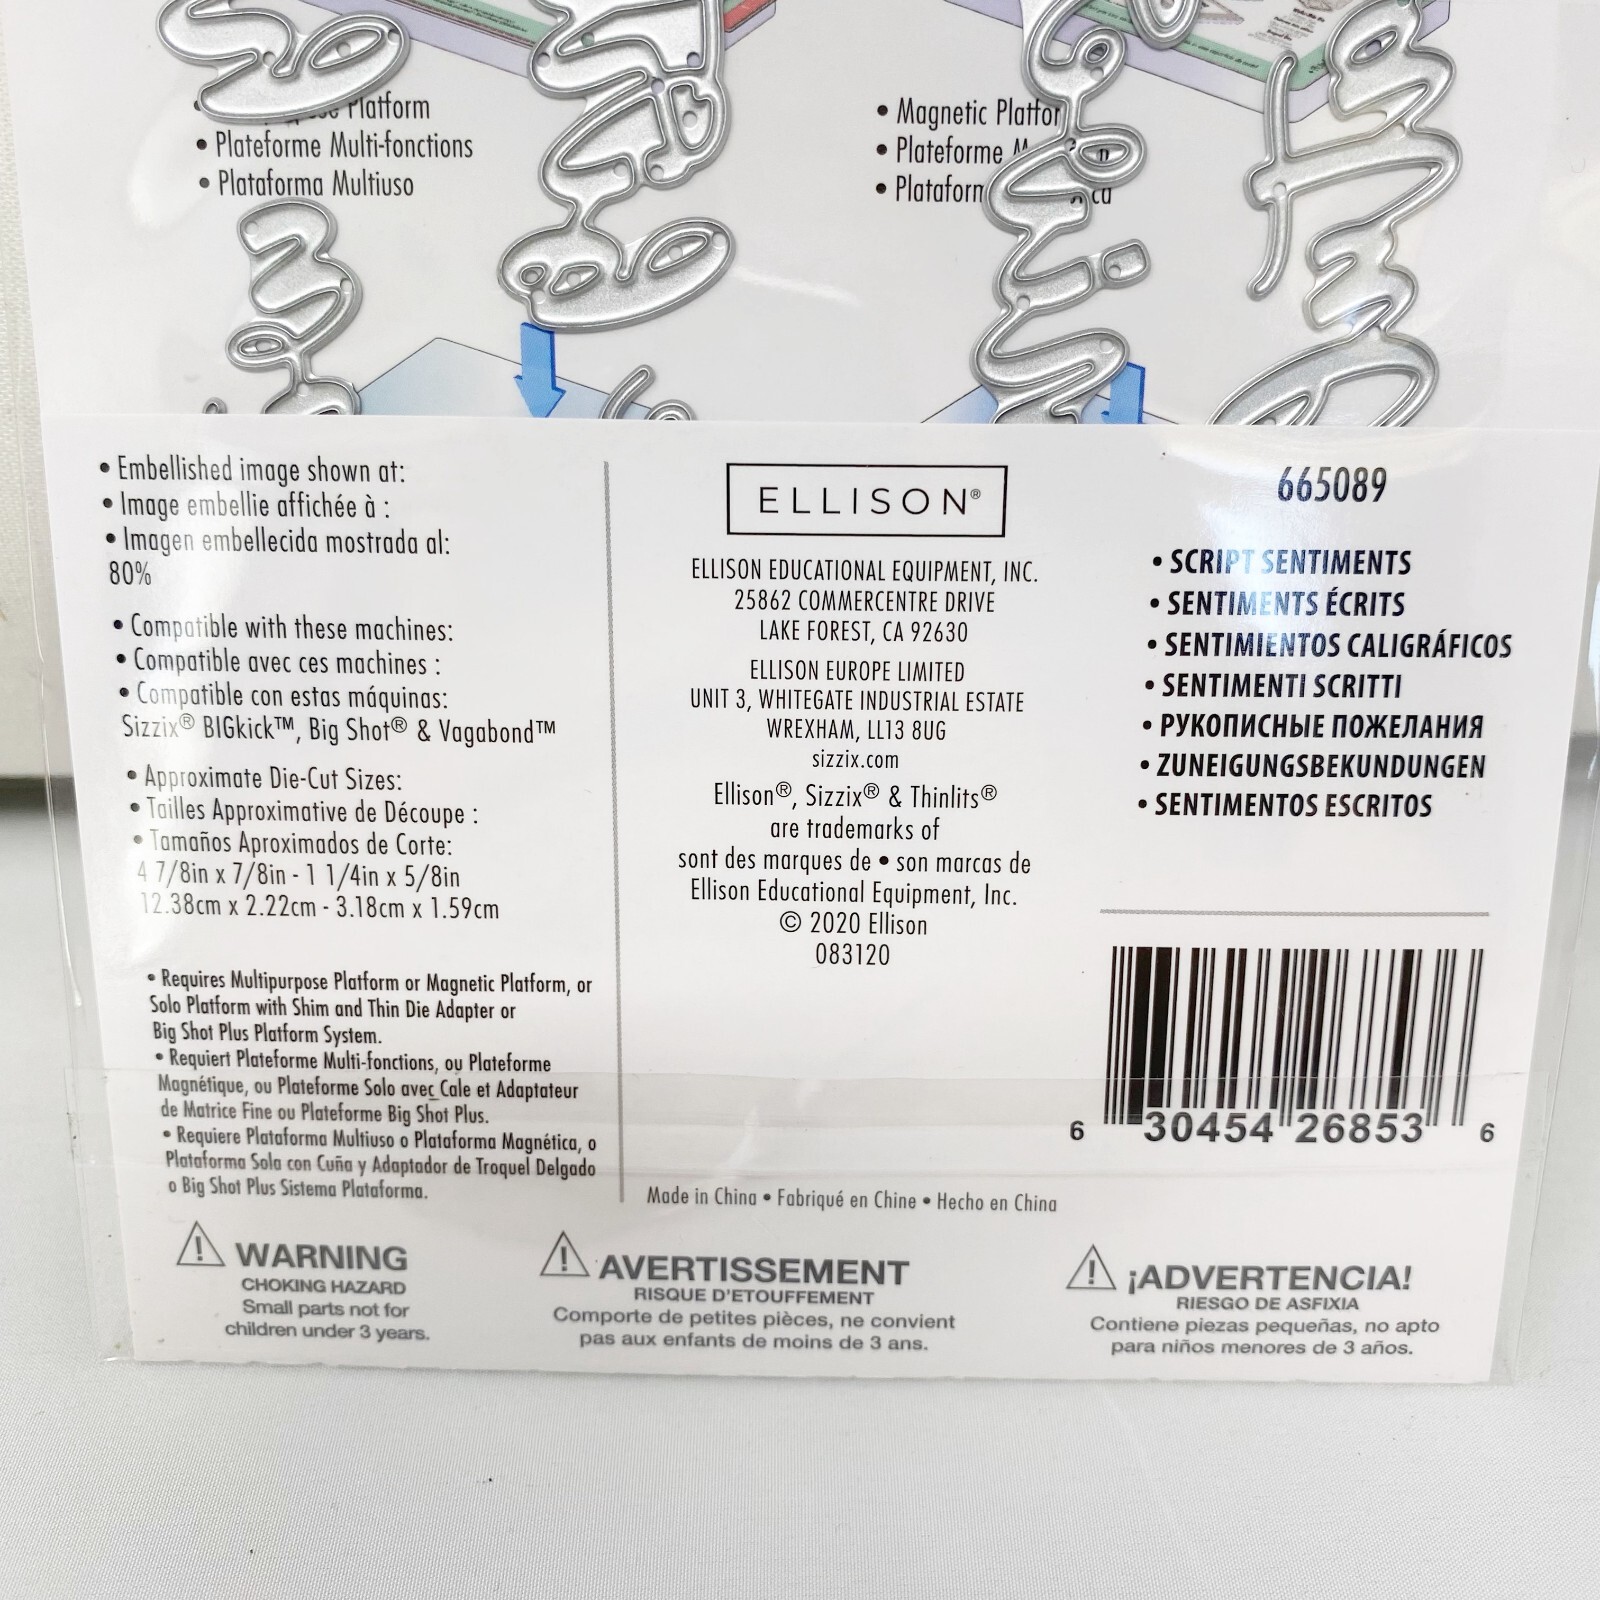 Platform
• Plateforme Multi-fonctions
• Plataforma Multiuso
• Magnetic
• Plateforme
•
• Embellished image shown at:
• Image embellie affichée à :
• Imagen embellecida mostrada al:
80%
• Compatible with these machines:
• Compatible avec ces machines :
• Compatible con estas máquinas:
Sizzix® BIGkick™, Big Shot® & Vagabond™
• Approximate Die-Cut Sizes:
• Tailles Approximative de Découpe :
• Tamaños Aproximados de Corte:
4 7/8in x 7/8in - 1 1/4in x 5/8in
12.38cm x 2.22cm - 3.18cm x 1.59cm
• Requires Multipurpose Platform or Magnetic Platform, or
Solo Platform with Shim and Thin Die Adapter or
Big Shot Plus Platform System.
• Requiert Plateforme Multi-fonctions, ou Plateforme
Magnétique, ou Plateforme Solo avec Cale et Adaptateur
de Matrice Fine ou Plateforme Big Shot Plus.
• Requiere Plataforma Multiuso o Plataforma Magnética, o
Plataforma Sola con Cuña y Adaptador de Troquel Delgado
o Big Shot Plus Sistema Plataforma.
ELLISON®
ELLISON EDUCATIONAL EQUIPMENT, INC.
25862 COMMERCENTRE DRIVE
LAKE FOREST, CA 92630
ELLISON EUROPE LIMITED
UNIT 3, WHITEGATE INDUSTRIAL ESTATE
WREXHAM, LL13 8UG
sizzix.com
Ellison®, Sizzix® & Thinlits®
are trademarks of
sont des marques de • son marcas de
Ellison Educational Equipment, Inc.
© 2020 Ellison
083120
665089
• SCRIPT SENTIMENTS
• SENTIMENTS ÉCRITS
• SENTIMIENTOS CALIGRÁFICOS
• SENTIMENTI SCRITTI
• РУКОПИСНЫЕ ПОЖЕЛАНИЯ
• ZUNEIGUNGSBEKUNDUNGEN
• SENTIMENTOS ESCRITOS
6 30454 26853 6
Made in China • Fabriqué en Chine • Hecho en China
WARNING
CHOKING HAZARD
Small parts not for
children under 3 years.
AVERTISSEMENT
RISQUE D'ETOUFFEMENT
Comporte de petites pièces, ne convient
pas aux enfants de moins de 3 ans.
¡ADVERTENCIA!
RIESGO DE ASFIXIA
Contiene piezas pequeñas, no apto
para niños menores de 3 años.